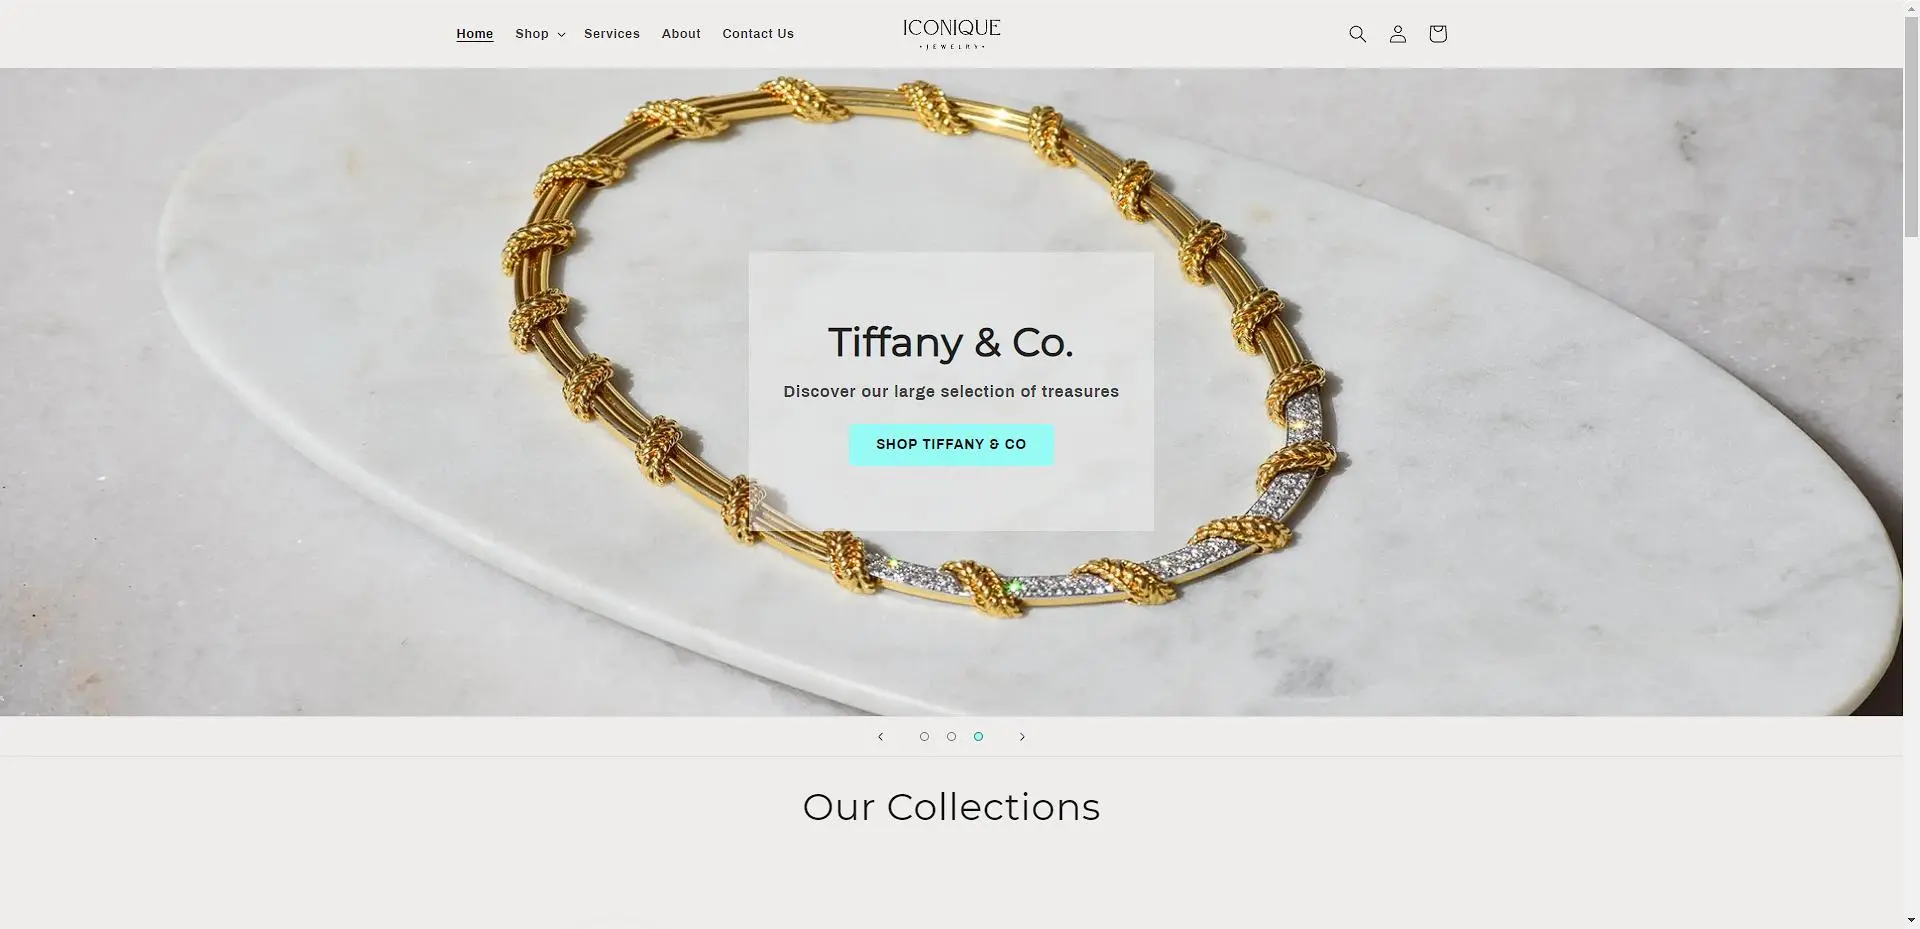 Home
Shop
Services
About
Contact Us
ICONIQUE
• JEWELRY •
Tiffany & Co.
Discover our large selection of treasures
SHOP TIFFANY & CO
Our Collections